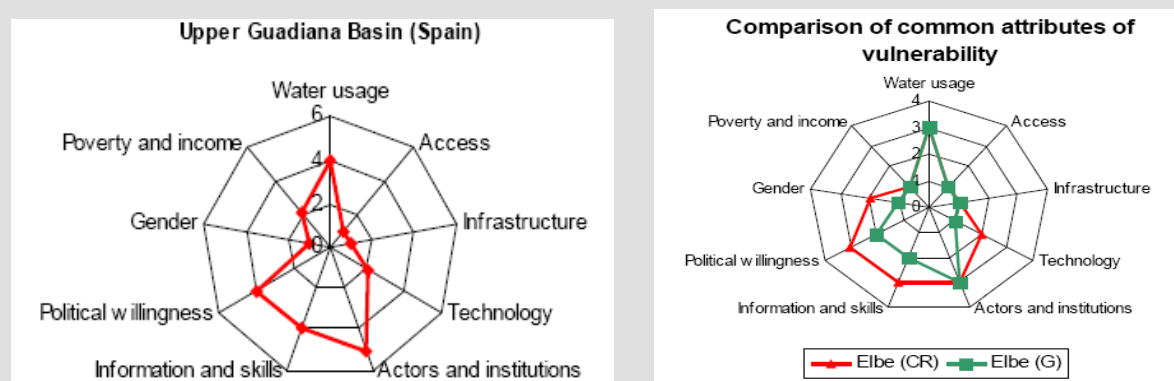 Upper Guadiana Basin (Spain)
Water usage
6
Poverty and income
Access
4
2
Gender
Infrastructure
0
Political willingness
Technology
Information and skills
Actors and institutions
Comparison of common attributes of
vulnerability
Water usage
4
Poverty and income
Access
3
2
Gender
1
Infrastructure
0
Political willingness
Technology
Information and skills
Actors and institutions
Elbe (CR)
Elbe (G)